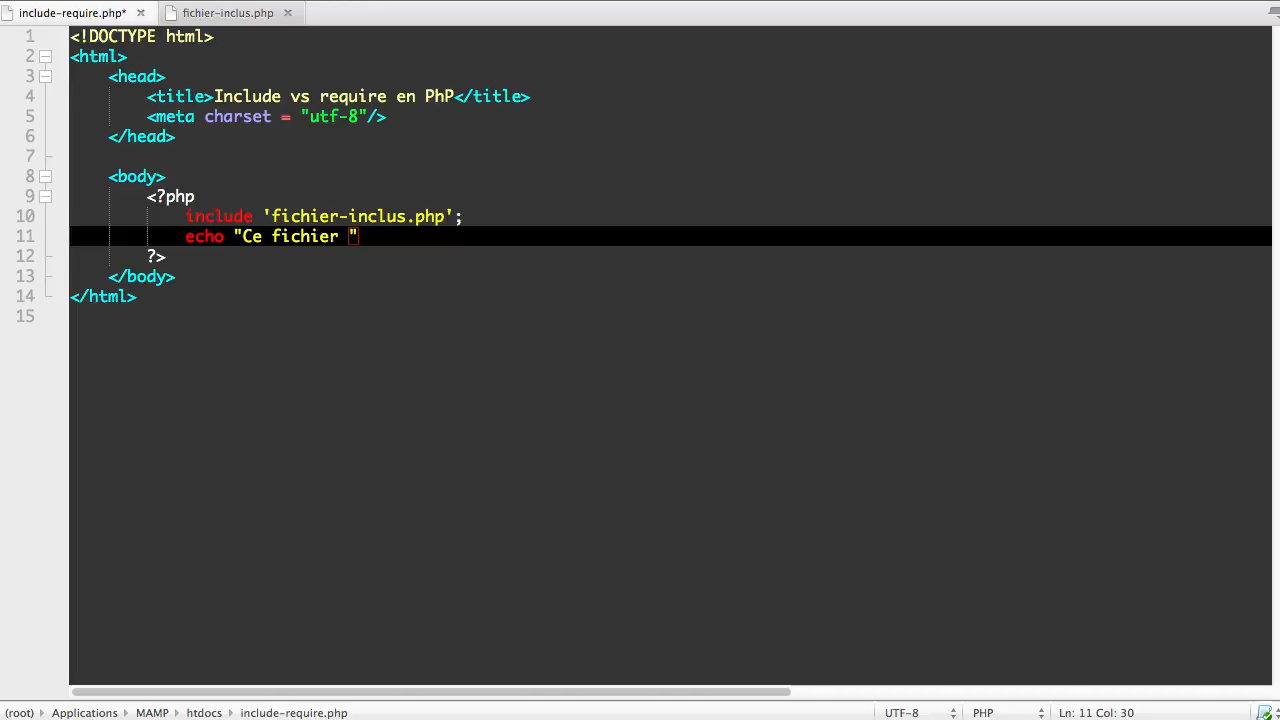 include-require.php* fichier-inclus.php
1 <!DOCTYPE html>
2 <html>
3 <head>
4 <title>Include vs require en PhP</title>
5 <meta charset = "utf-8"/>
6 </head>
7
8 <body>
9 <?php
10 include 'fichier-inclus.php';
11 echo "Ce fichier "
12 ?>
13 </body>
14 </html>
15
(root) Applications MAMP htdocs include-require.php UTF-8 PHP Ln: 11 Col: 30